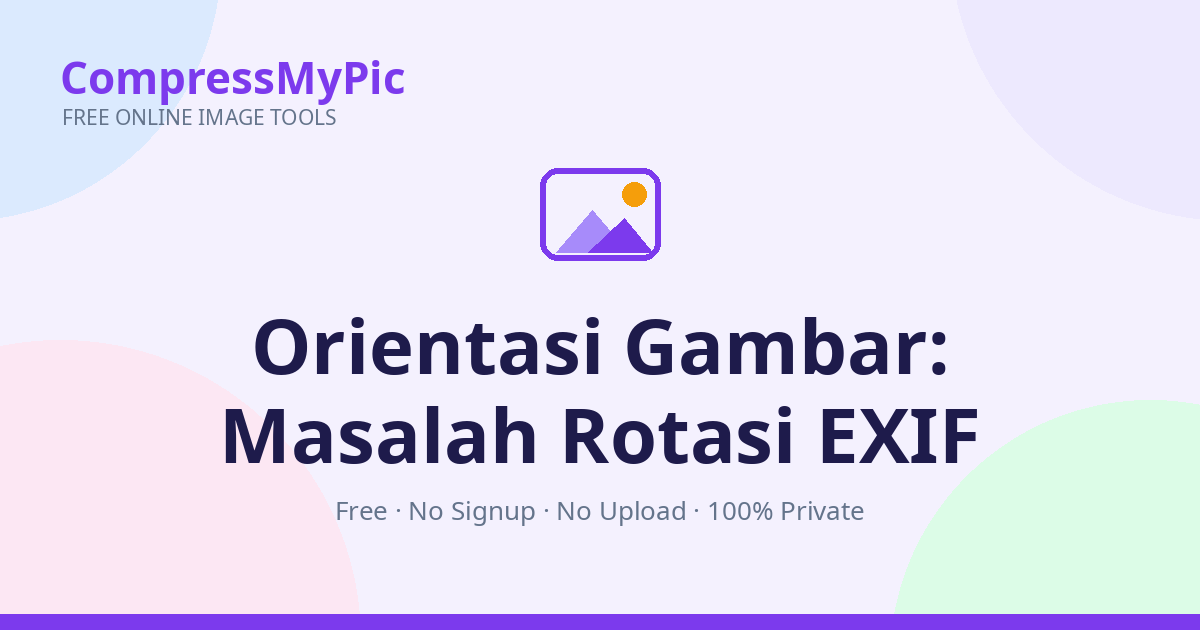 CompressMyPic
FREE ONLINE IMAGE TOOLS
Orientasi Gambar:
Masalah Rotasi EXIF
Free · No Signup · No Upload · 100% Private